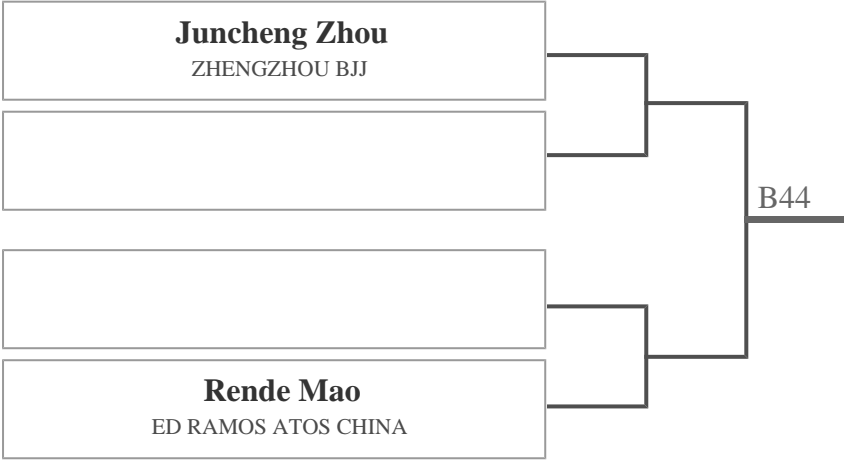 Juncheng Zhou
ZHENGZHOU BJJ
B44
Rende Mao
ED RAMOS ATOS CHINA